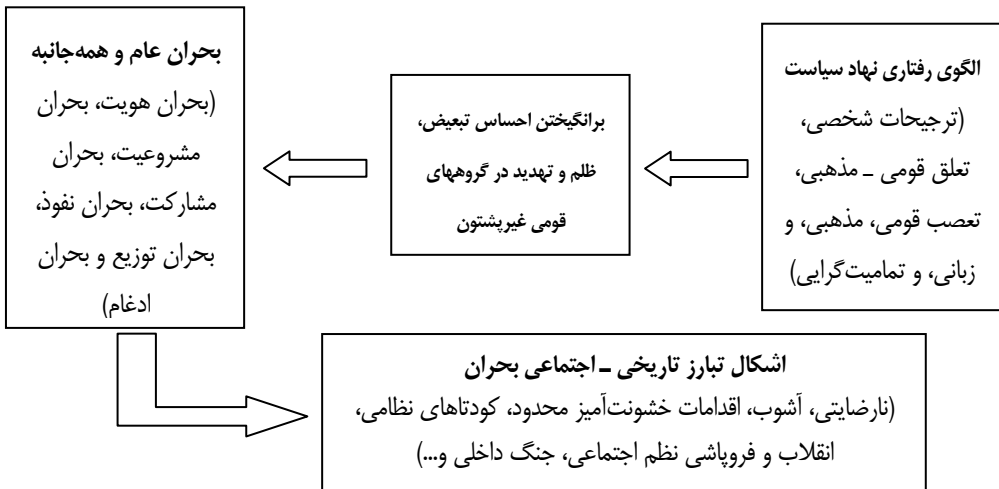 الگوی رفتاری نهاد سیاست
(ترجیحات شخصی،
تعلق قومی ـ مذهبی،
تعصب قومی، مذهبی، و
زبانی، و تمامیت‌گرایی)
برانگیختن احساس تبعیض،
ظلم و تهدید در گروههای
قومی غیرپشتون
بحران عام و همه‌جانبه
(بحران هویت، بحران
مشروعیت، بحران
مشارکت، بحران نفوذ،
بحران توزیع و بحران
ادغام)
اشکال تبارز تاریخی ـ اجتماعی بحران
(نارضایتی، آشوب، اقدامات خشونت‌آمیز محدود، کودتاهای نظامی،
انقلاب و فروپاشی نظم اجتماعی، جنگ داخلی و...)